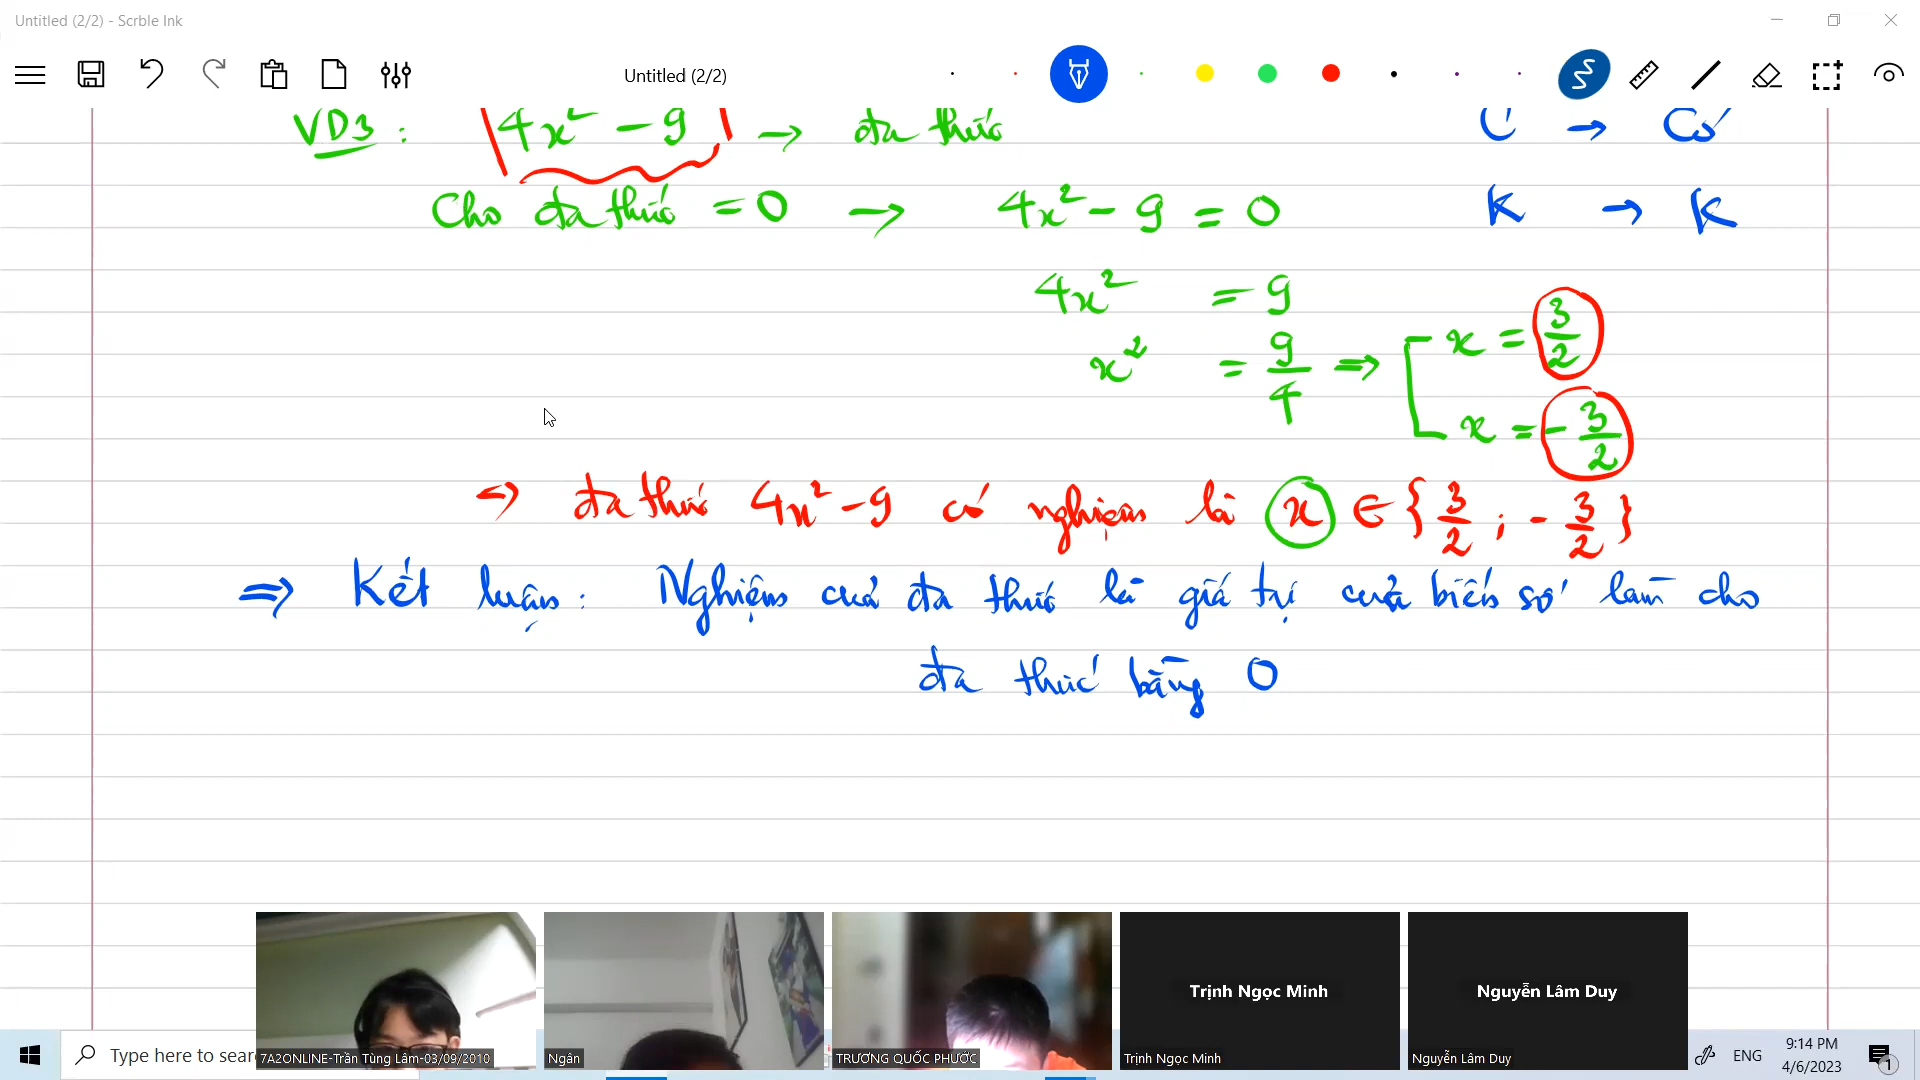 Untitled (2/2) - Scrble Ink
Untitled (2/2)
VD3 : 4x² - 9 → đa thức
→ Có
Cho đa thức = 0 → 4x² - 9 = 0
K → K
4x² = 9
x² = 9/4 ⇒ [ x = 3/2
x = - 3/2
⇒ đa thức 4x² - 9 có nghiệm là x ∈ { 3/2 ; - 3/2 }
⇒ Kết luận : Nghiệm của đa thức là giá trị của biến số làm cho
đa thức bằng 0
Trịnh Ngọc Minh
Nguyễn Lâm Duy
7A2ONLINE-Trần Tùng Lâm-03/09/2010
Ngân
TRƯƠNG QUỐC PHƯỚC
Trịnh Ngọc Minh
Nguyễn Lâm Duy
Type here to sear
ENG
9:14 PM
4/6/2023
1